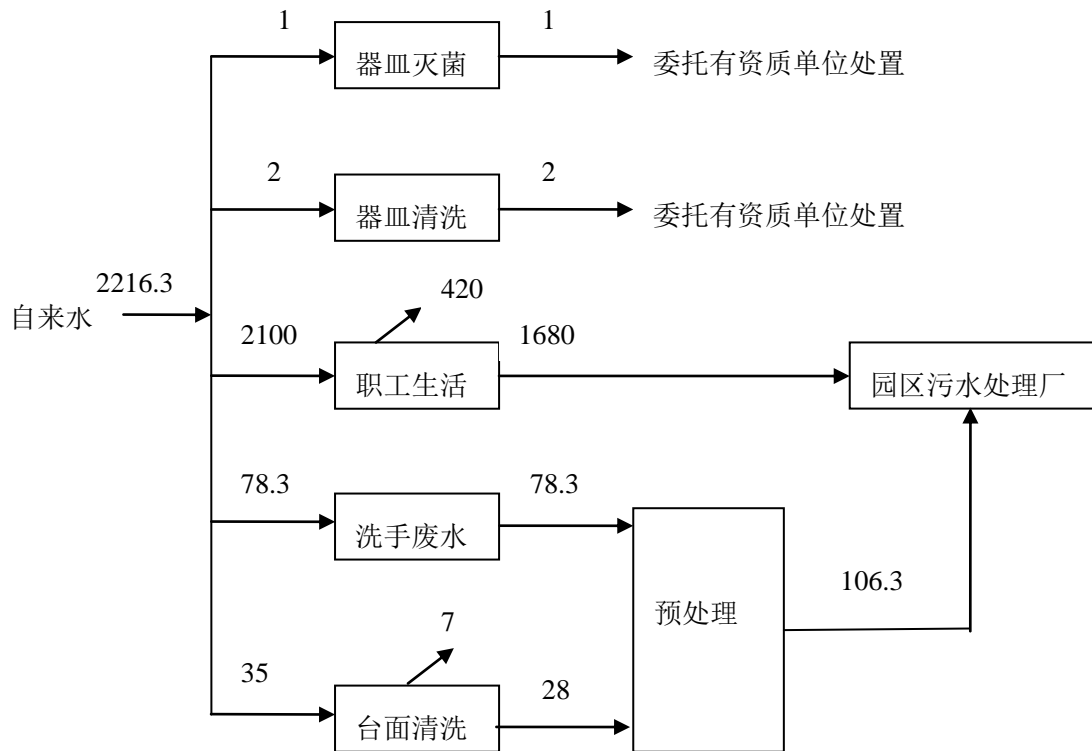 1
1
器皿灭菌
委托有资质单位处置
2
2
器皿清洗
委托有资质单位处置
2216.3
自来水
420
2100
1680
职工生活
园区污水处理厂
78.3
78.3
洗手废水
106.3
预处理
7
35
28
台面清洗